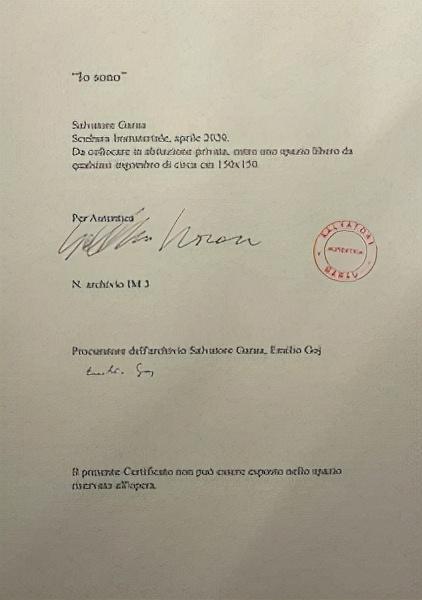 "Io sono"
Salvatore Garau
Scultura Immateriale, aprile 2020.
Da collocare in abitazione privata, entro uno spazio libero da
qualsiasi ingombro di circa cm 150x150.
Per Autentica
N. archivio IM 3
Procuratore dell'archivio Salvatore Garau, Emilio Goj
Il presente Certificato non può essere esposto nello spazio
riservato all'opera.